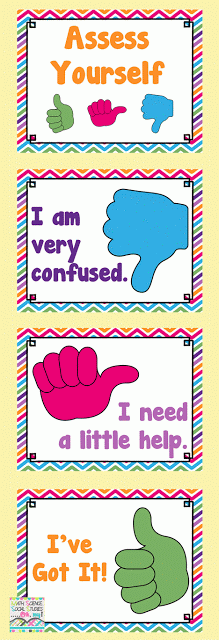 Assess
Yourself
I am
very
confused.
I need
a little help.
I've
Got It!